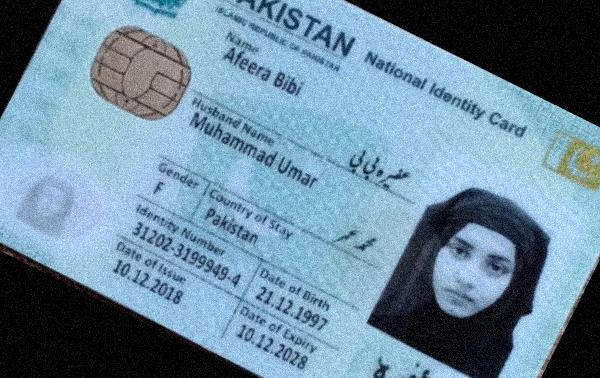 PAKISTAN National Identity Card
ISLAMIC REPUBLIC OF PAKISTAN
Name
Afeera Bibi
عفیرہ بی بی
Husband Name
Muhammad Umar
محمد عمر
Gender Country of Stay
F Pakistan
Identity Number Date of Birth
31202-3199949-4 21.12.1997
Date of Issue Date of Expiry
10.12.2018 10.12.2028